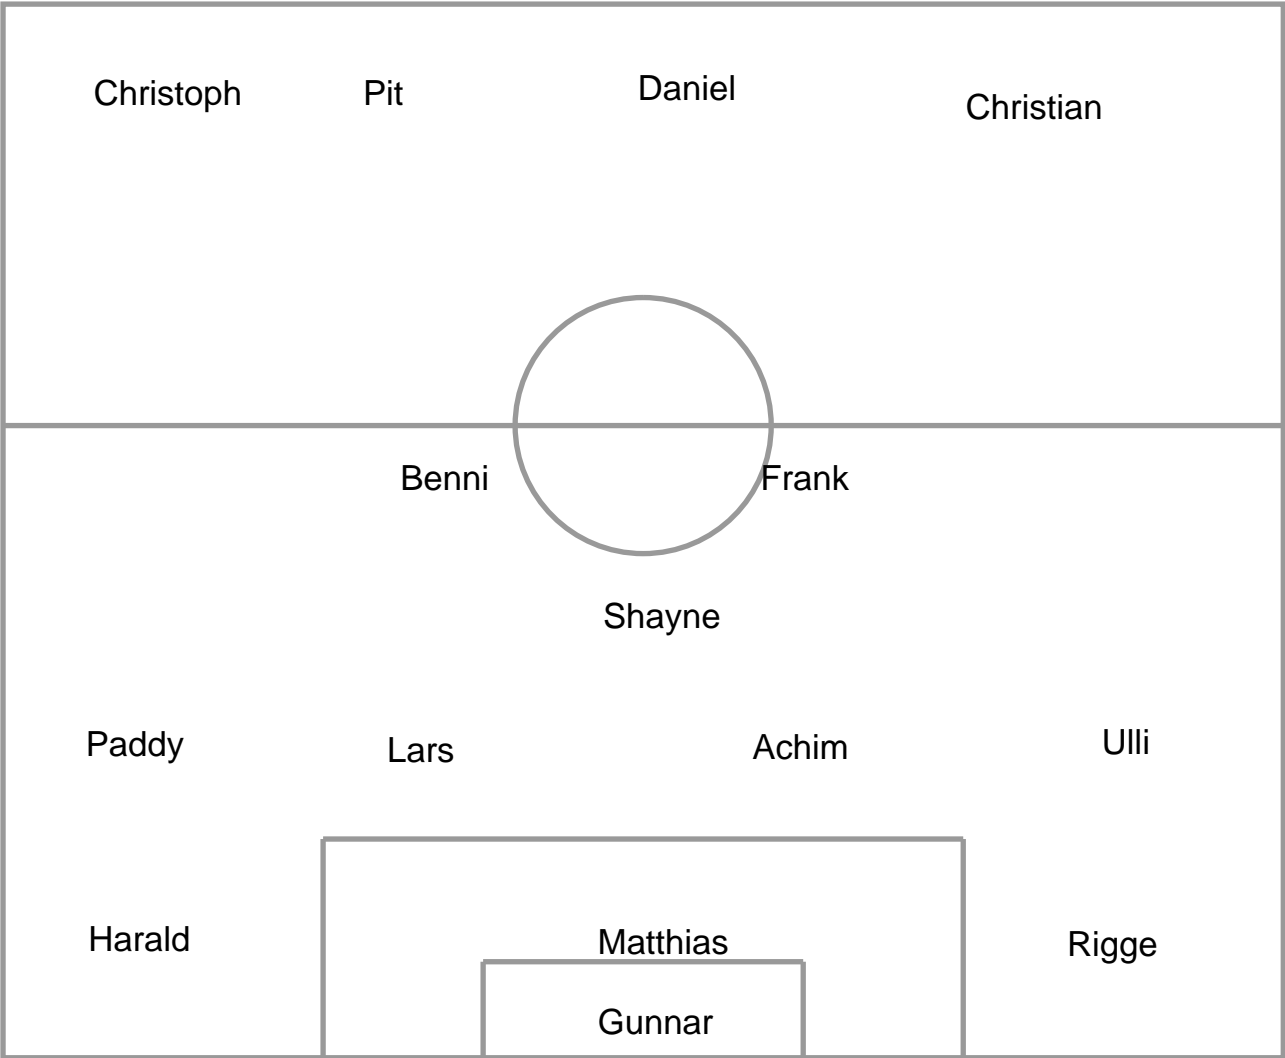 Christoph Pit Daniel Christian
Benni Frank
Shayne
Paddy Lars Achim Ulli
Harald Matthias Rigge
Gunnar